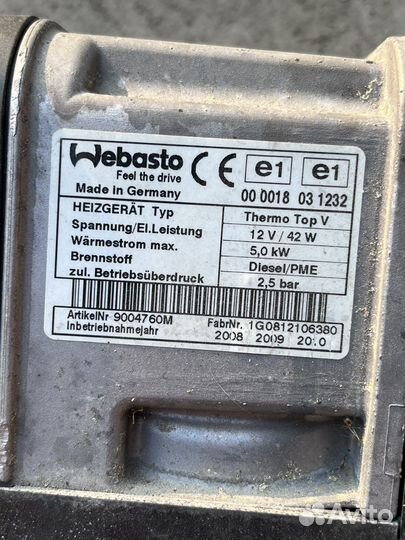 Webasto
Feel the drive
Made in Germany
CE e1 e1
00 0018 03 1232
HEIZGERÄT Typ Thermo Top V
Spannung/El.Leistung 12 V / 42 W
Wärmestrom max. 5,0 kW
Brennstoff Diesel/PME
zul. Betriebsüberdruck 2,5 bar
ArtikelNr 9004760M FabrNr. 1G0812106380
Inbetriebnahmejahr 2008 2009 2010
Avito